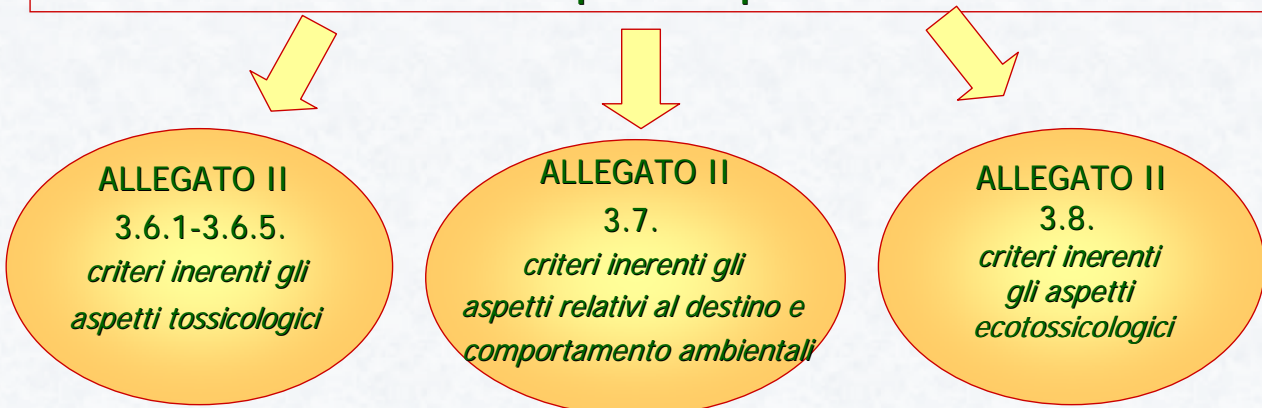 ALLEGATO II
3.6.1-3.6.5.
criteri inerenti gli
aspetti tossicologici
ALLEGATO II
3.7.
criteri inerenti gli
aspetti relativi al destino e
comportamento ambientali
ALLEGATO II
3.8.
criteri inerenti
gli aspetti
ecotossicologici